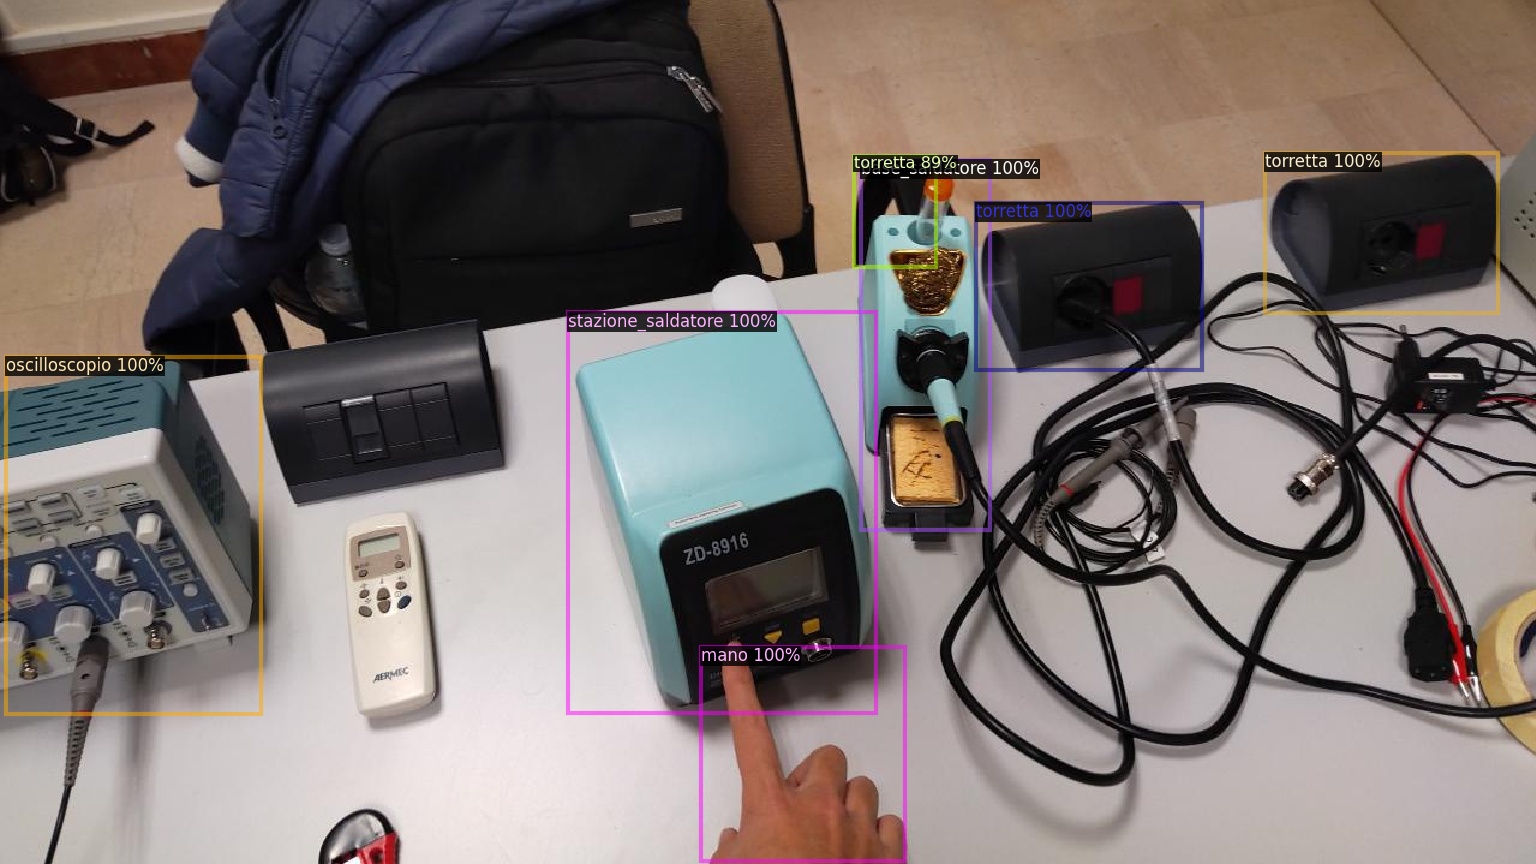 torretta 89%
base_saldatore 100%
torretta 100%
torretta 100%
stazione_saldatore 100%
oscilloscopio 100%
ZD-8916
mano 100%
AERMEC